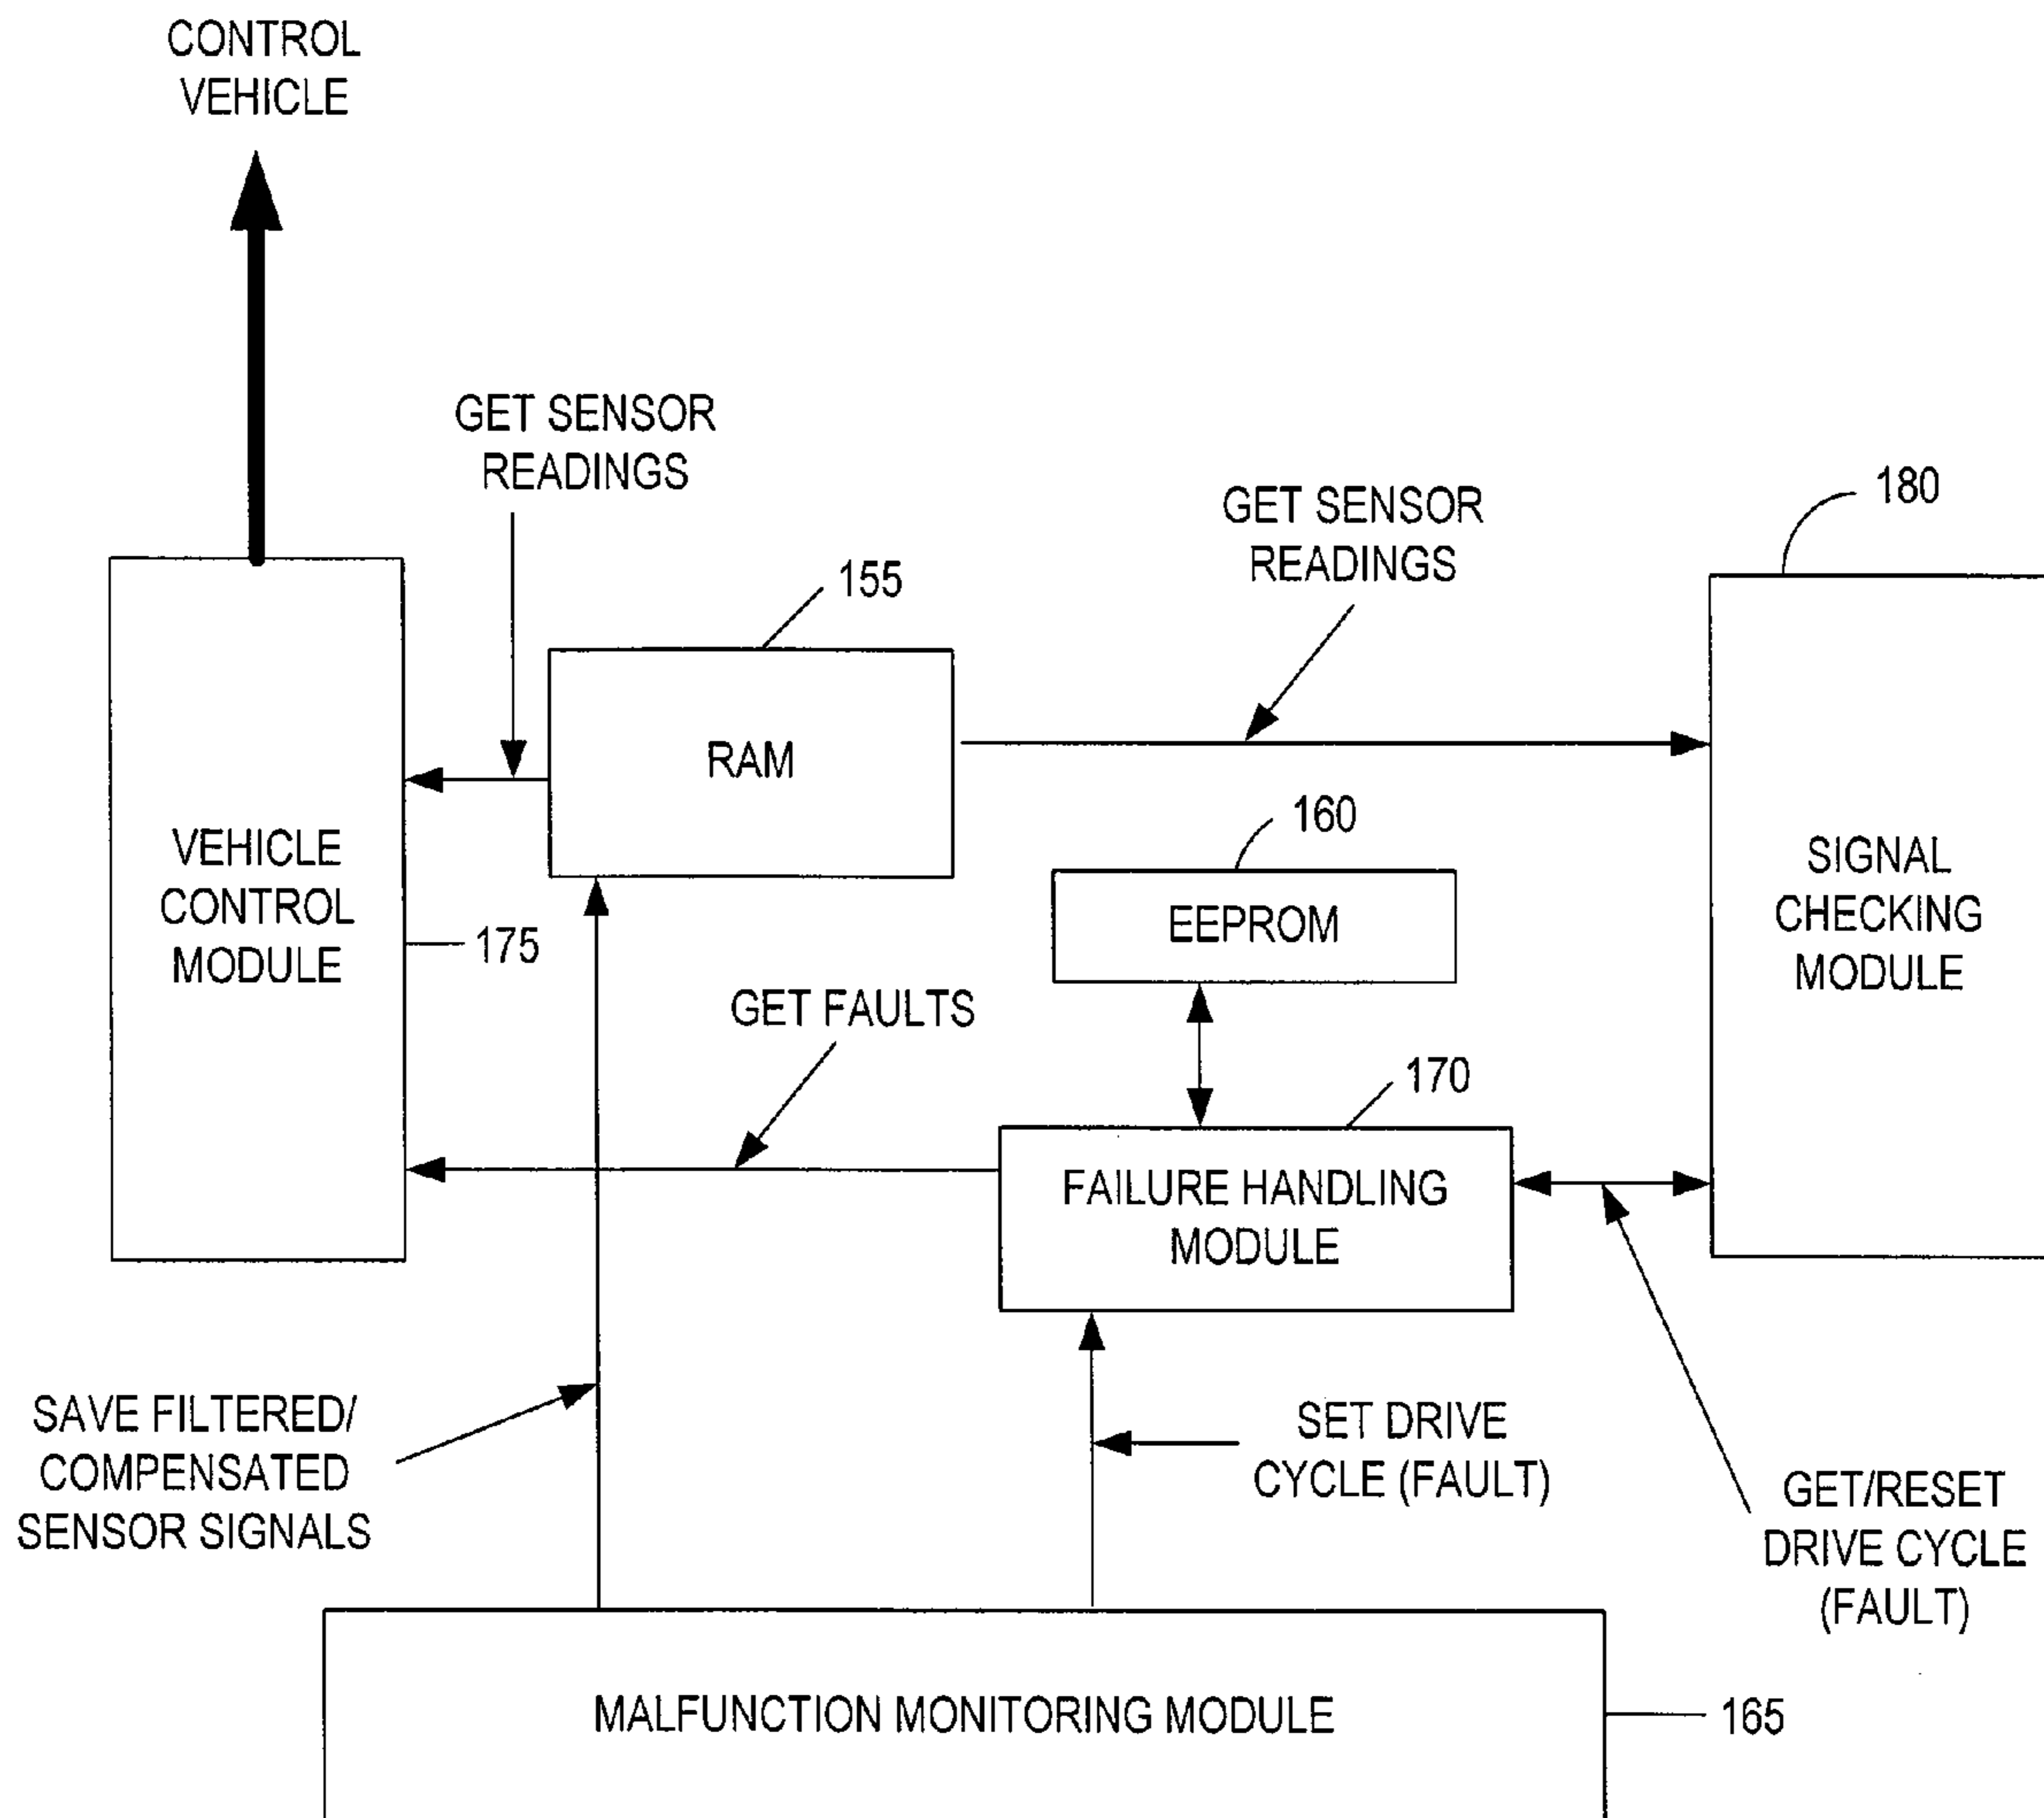 CONTROL
VEHICLE
GET SENSOR
READINGS
GET SENSOR
READINGS
180
155
RAM
160
VEHICLE
CONTROL
MODULE
SIGNAL
CHECKING
MODULE
EEPROM
175
GET FAULTS
170
FAILURE HANDLING
MODULE
SAVE FILTERED/
COMPENSATED
SENSOR SIGNALS
SET DRIVE
CYCLE (FAULT)
GET/RESET
DRIVE CYCLE
(FAULT)
MALFUNCTION MONITORING MODULE
165